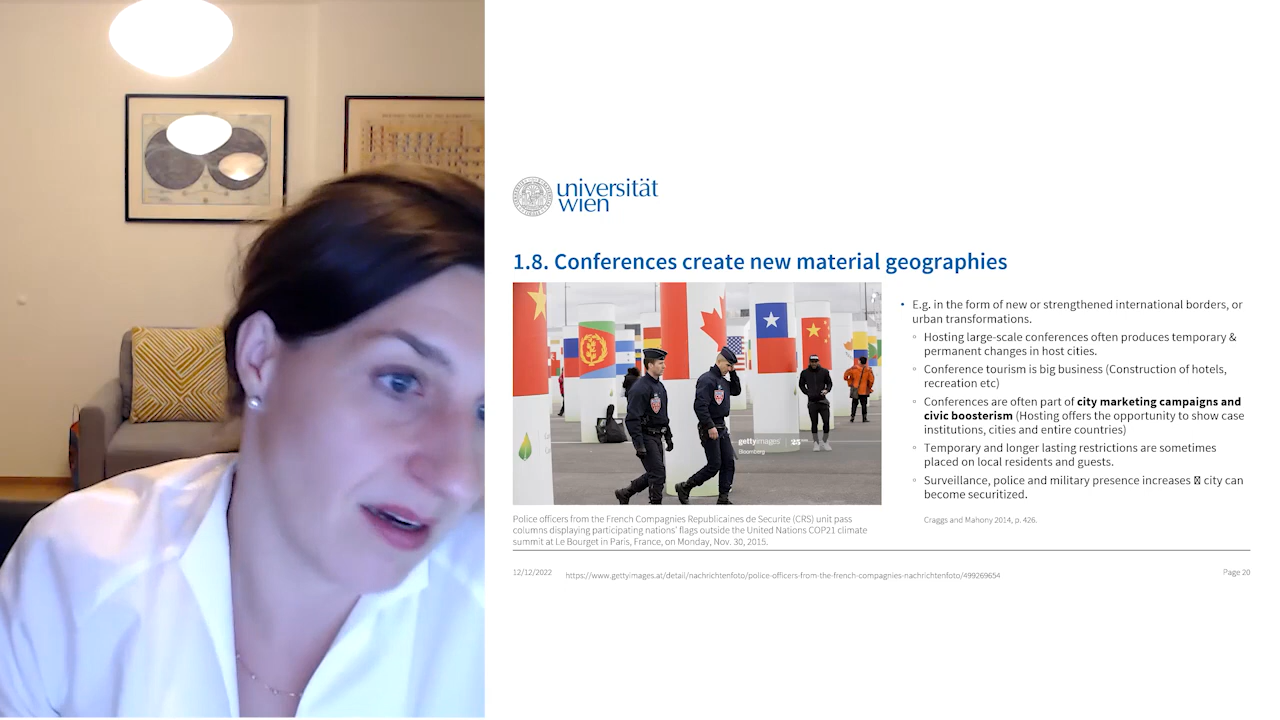 universität
wien
1.8. Conferences create new material geographies
gettyimages
Bloomberg
Police officers from the French Compagnies Republicaines de Securite (CRS) unit pass
columns displaying participating nations' flags outside the United Nations COP21 climate
summit at Le Bourget in Paris, France, on Monday, Nov. 30, 2015.
• E.g. in the form of new or strengthened international borders, or
urban transformations.
◦ Hosting large-scale conferences often produces temporary &
permanent changes in host cities.
◦ Conference tourism is big business (Construction of hotels,
recreation etc)
◦ Conferences are often part of city marketing campaigns and
civic boosterism (Hosting offers the opportunity to show case
institutions, cities and entire countries)
◦ Temporary and longer lasting restrictions are sometimes
placed on local residents and guests.
◦ Surveillance, police and military presence increases city can
become securitized.
Craggs and Mahony 2014, p. 426.
12/12/2022
https://www.gettyimages.at/detail/nachrichtenfoto/police-officers-from-the-french-compagnies-nachrichtenfoto/499269654
Page 20